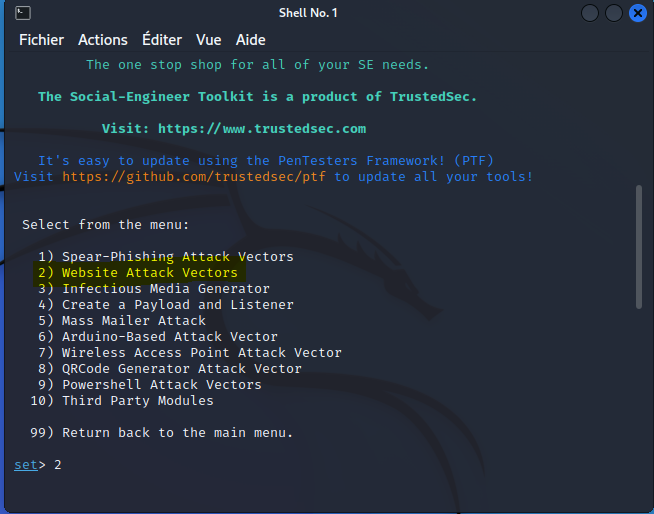 Shell No. 1
Fichier Actions Éditer Vue Aide
The one stop shop for all of your SE needs.
The Social-Engineer Toolkit is a product of TrustedSec.
Visit: https://www.trustedsec.com
It's easy to update using the PenTesters Framework! (PTF)
Visit https://github.com/trustedsec/ptf to update all your tools!
Select from the menu:
1) Spear-Phishing Attack Vectors
2) Website Attack Vectors
3) Infectious Media Generator
4) Create a Payload and Listener
5) Mass Mailer Attack
6) Arduino-Based Attack Vector
7) Wireless Access Point Attack Vector
8) QRCode Generator Attack Vector
9) Powershell Attack Vectors
10) Third Party Modules
99) Return back to the main menu.
set> 2